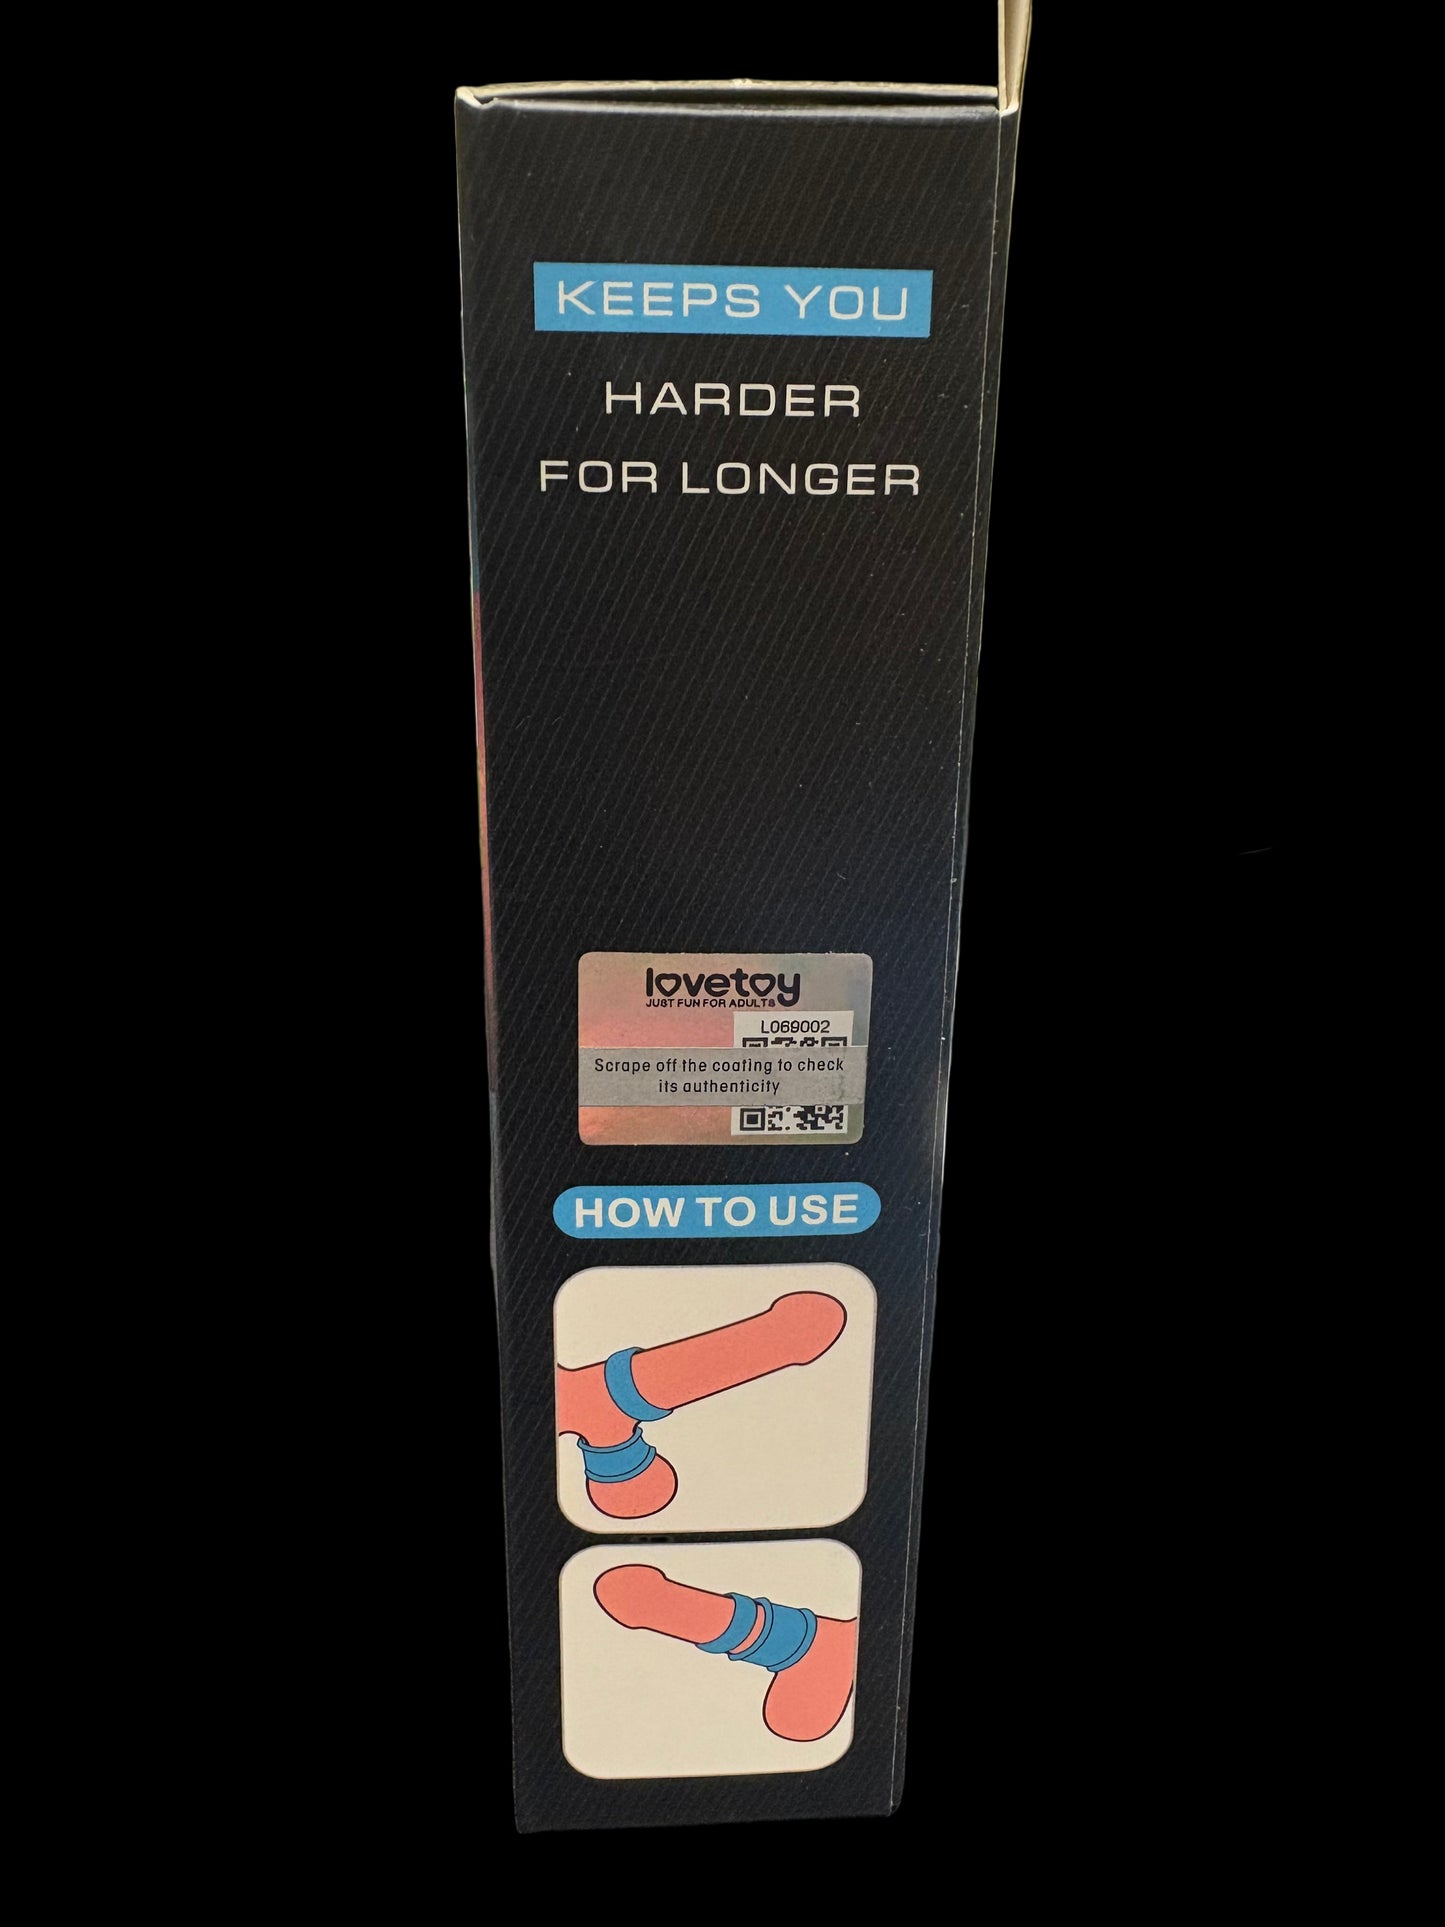 KEEPS YOU
HARDER
FOR LONGER
lovetoy
JUST FUN FOR ADULTS
L069002
Scrape off the coating to check
its authenticity
HOW TO USE